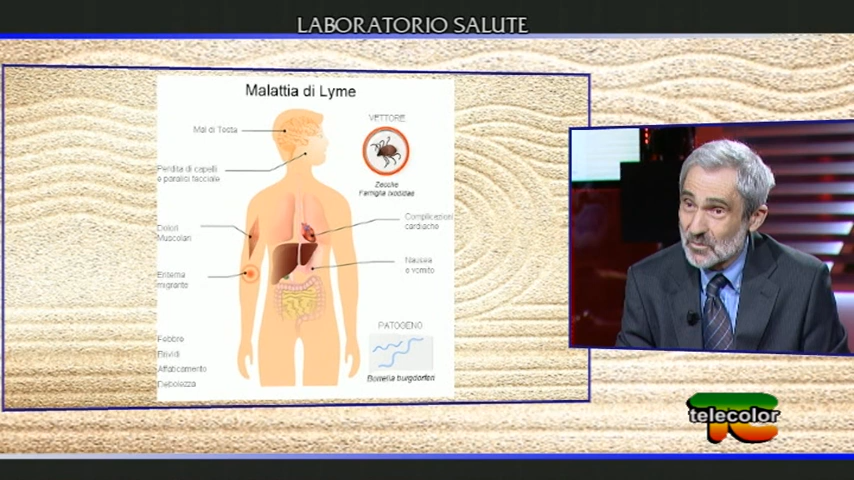 LABORATORIO SALUTE
Malattia di Lyme
Mal di Testa
VETTORE
Perdita di capelli
e paralisi facciale
Zecche
Famiglia Ixodidae
Dolori
Muscolari
Complicazioni
cardiache
Eritema
migrante
Nausea
e vomito
PATOGENO
Febbre
Brividi
Affaticamento
Debolezza
Borrelia burgdorferi
telecolor